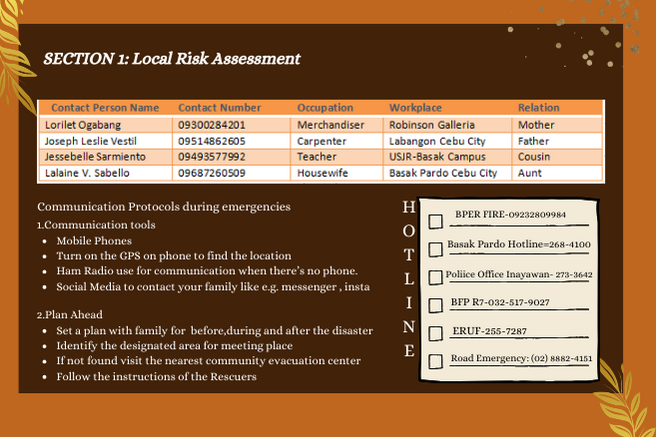 SECTION 1: Local Risk Assessment
Contact Person Name Contact Number Occupation Workplace Relation
Lorilet Ogabang 09300284201 Merchandiser Robinson Galleria Mother
Joseph Leslie Vestil 09514862605 Carpenter Labangon Cebu City Father
Jessebelle Sarmiento 09493577992 Teacher USJR-Basak Campus Cousin
Lalaine V. Sabello 09687260509 Housewife Basak Pardo Cebu City Aunt
Communication Protocols during emergencies
1.Communication tools
• Mobile Phones
• Turn on the GPS on phone to find the location
• Ham Radio use for communication when there's no phone.
• Social Media to contact your family like e.g. messenger , insta
2.Plan Ahead
• Set a plan with family for before,during and after the disaster
• Identify the designated area for meeting place
• If not found visit the nearest community evacuation center
• Follow the instructions of the Rescuers
HOTLINE
BPER FIRE-09232809984
Basak Pardo Hotline=268-4100
Poliice Office Inayawan- 273-3642
BFP R7-032-517-9027
ERUF-255-7287
Road Emergency: (02) 8882-4151